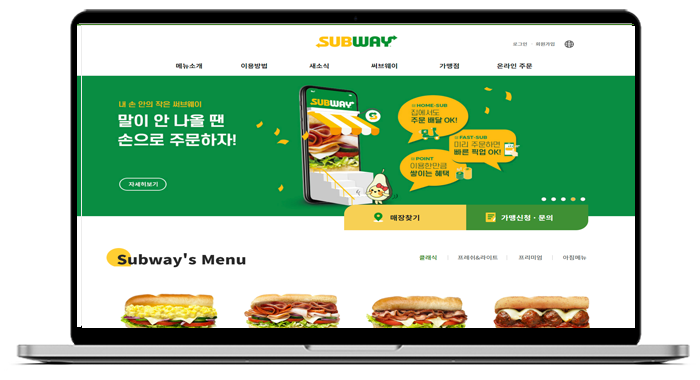 SUBWAY
로그인 회원가입
메뉴소개 이용방법 새소식 써브웨이 가맹점 온라인 주문
내 손 안의 작은 써브웨이
말이 안 나올 땐
손으로 주문하자!
자세히보기
SUBWAY
HOME-SUB
집에서도
주문 배달 OK!
FAST-SUB
미리 주문하면
빠른 픽업 OK!
POINT
이용한만큼
쌓이는 혜택
매장찾기
가맹신청 · 문의
Subway's Menu
클래식 프레쉬&라이트 프리미엄 아침메뉴